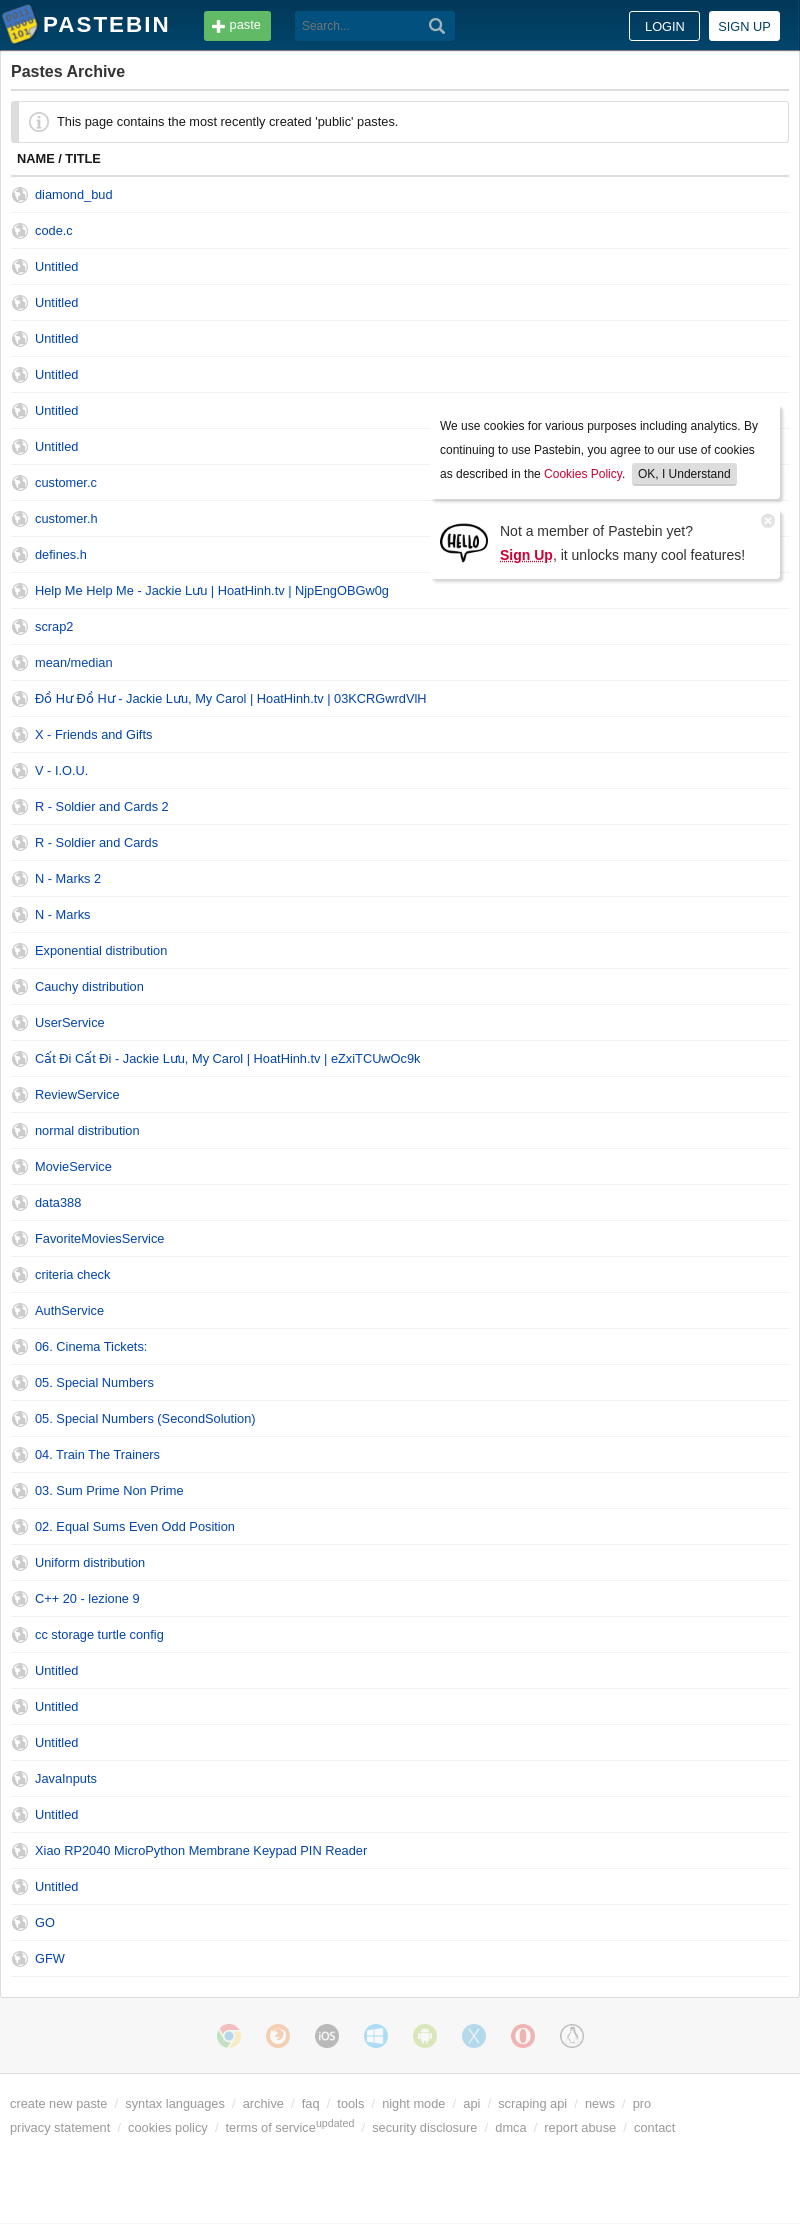 PASTEBIN
paste
Search...
LOGIN
SIGN UP
Pastes Archive
This page contains the most recently created 'public' pastes.
NAME / TITLE
diamond_bud
code.c
Untitled
Untitled
Untitled
Untitled
Untitled
Untitled
customer.c
customer.h
defines.h
Help Me Help Me - Jackie Lưu | HoatHinh.tv | NjpEngOBGw0g
We use cookies for various purposes including analytics. By
continuing to use Pastebin, you agree to our use of cookies
as described in the Cookies Policy. OK, I Understand
HELLO
Not a member of Pastebin yet?
Sign Up, it unlocks many cool features!
scrap2
mean/median
Đồ Hư Đồ Hư - Jackie Lưu, My Carol | HoatHinh.tv | 03KCRGwrdVlH
X - Friends and Gifts
V - I.O.U.
R - Soldier and Cards 2
R - Soldier and Cards
N - Marks 2
N - Marks
Exponential distribution
Cauchy distribution
UserService
Cất Đi Cất Đi - Jackie Lưu, My Carol | HoatHinh.tv | eZxiTCUwOc9k
ReviewService
normal distribution
MovieService
data388
FavoriteMoviesService
criteria check
AuthService
06. Cinema Tickets:
05. Special Numbers
05. Special Numbers (SecondSolution)
04. Train The Trainers
03. Sum Prime Non Prime
02. Equal Sums Even Odd Position
Uniform distribution
C++ 20 - lezione 9
cc storage turtle config
Untitled
Untitled
Untitled
JavaInputs
Untitled
Xiao RP2040 MicroPython Membrane Keypad PIN Reader
Untitled
GO
GFW
iOS
create new paste / syntax languages / archive / faq / tools / night mode / api / scraping api / news / pro
privacy statement / cookies policy / terms of service updated / security disclosure / dmca / report abuse / contact